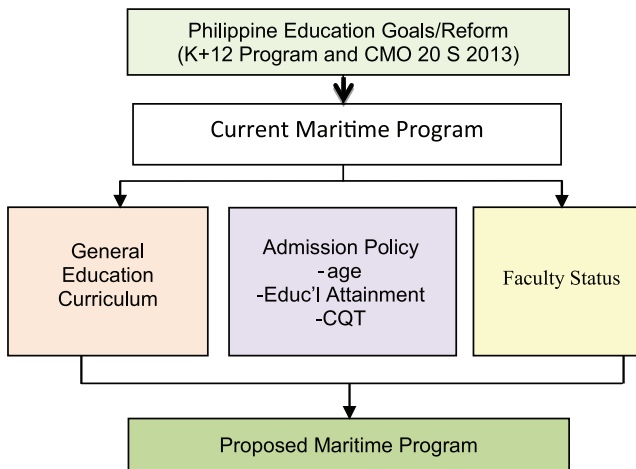 Philippine Education Goals/Reform
(K+12 Program and CMO 20 S 2013)
Current Maritime Program
General
Education
Curriculum
Admission Policy
-age
-Educ’l Attainment
-CQT
Faculty Status
Proposed Maritime Program